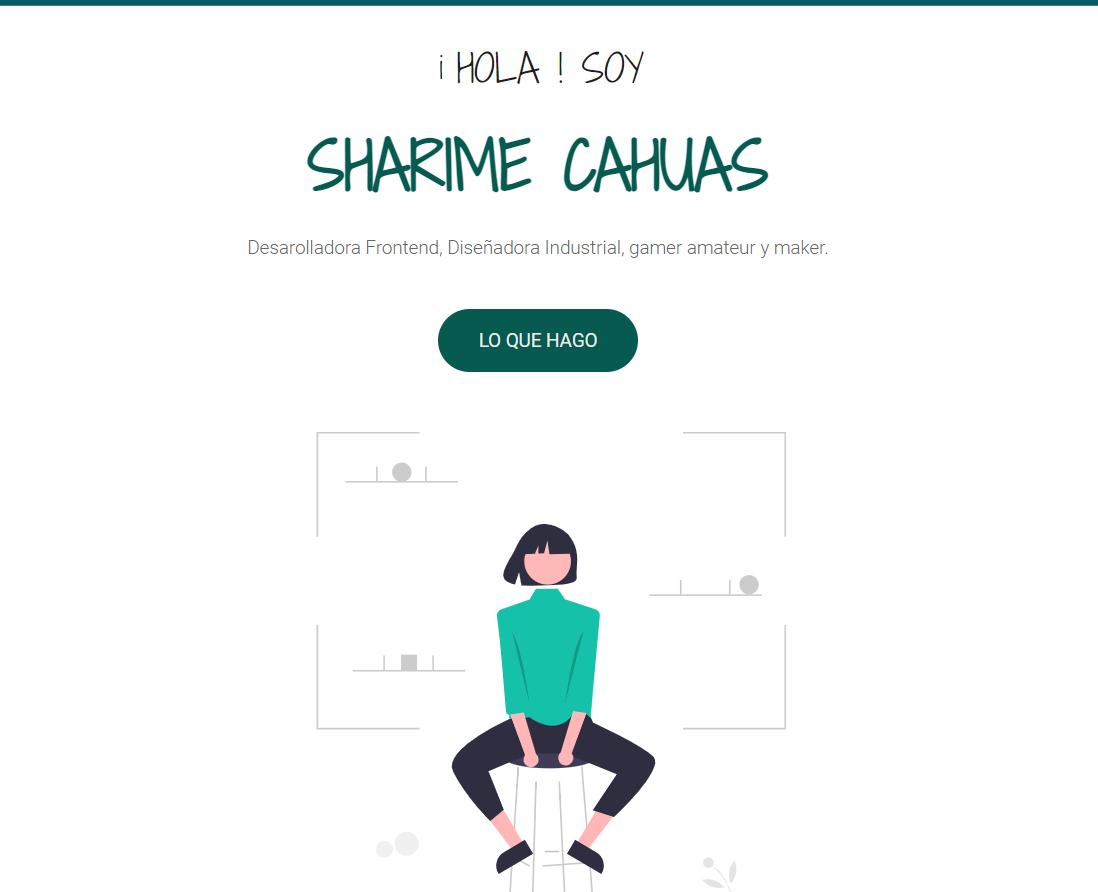 ¡ HOLA ! SOY
SHARIME CAHUAS
Desarolladora Frontend, Diseñadora Industrial, gamer amateur y maker.
LO QUE HAGO